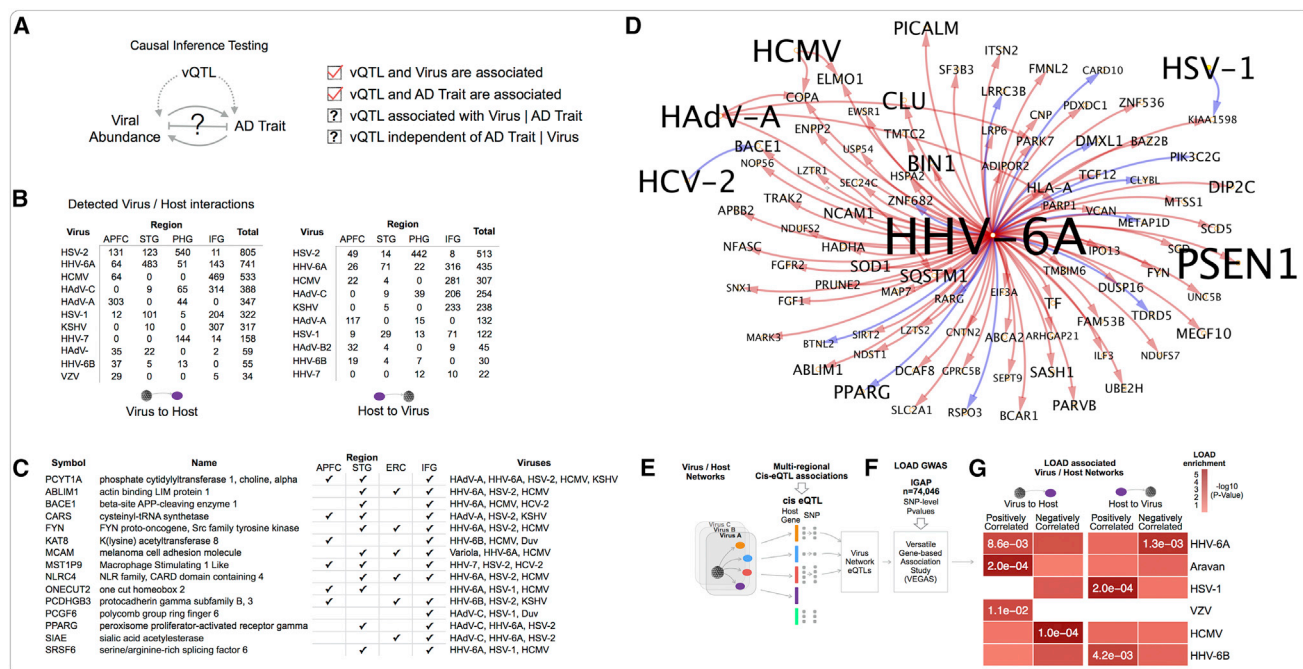 A
Causal Inference Testing
vQTL
Viral Abundance
?
AD Trait
vQTL and Virus are associated
vQTL and AD Trait are associated
? vQTL associated with Virus | AD Trait
? vQTL independent of AD Trait | Virus
B
Detected Virus / Host interactions
Virus Region Total
APFC STG PHG IFG
HSV-2 131 123 540 11 805
HHV-6A 64 483 51 143 741
HCMV 64 0 0 469 533
HAdV-C 0 9 65 314 388
HAdV-A 303 0 44 0 347
HSV-1 12 101 5 204 322
KSHV 0 10 0 307 317
HHV-7 0 0 144 14 158
HAdV- 35 22 0 2 59
HHV-6B 37 5 13 0 55
VZV 29 0 0 5 34
Virus to Host
Virus Region Total
APFC STG PHG IFG
HSV-2 49 14 442 8 513
HHV-6A 26 71 22 316 435
HCMV 22 4 0 281 307
HAdV-C 0 9 39 206 254
KSHV 0 5 0 233 238
HAdV-A 117 0 15 0 132
HSV-1 9 29 13 71 122
HAdV-B2 32 4 0 9 45
HHV-6B 19 4 7 0 30
HHV-7 0 0 12 10 22
Host to Virus
C
Symbol Name Region Viruses
APFC STG ERC IFG
PCYT1A phosphate cytidylyltransferase 1, choline, alpha ✓ ✓ ✓ HAdV-A, HHV-6A, HSV-2, HCMV, KSHV
ABLIM1 actin binding LIM protein 1 ✓ ✓ ✓ HHV-6A, HSV-2, HCMV
BACE1 beta-site APP-cleaving enzyme 1 ✓ ✓ HHV-6A, HCMV, HCV-2
CARS cysteinyl-tRNA synthetase ✓ ✓ ✓ HAdV-A, HSV-2, KSHV
FYN FYN proto-oncogene, Src family tyrosine kinase ✓ ✓ ✓ HHV-6A, HSV-2, HCMV
KAT8 K(lysine) acetyltransferase 8 ✓ ✓ HHV-6B, HCMV, Duv
MCAM melanoma cell adhesion molecule ✓ ✓ ✓ Variola, HHV-6A, HCMV
MST1P9 Macrophage Stimulating 1 Like ✓ ✓ ✓ HHV-7, HSV-2, HCV-2
NLRC4 NLR family, CARD domain containing 4 ✓ ✓ ✓ HHV-6A, HSV-2, HCMV
ONECUT2 one cut homeobox 2 ✓ ✓ ✓ HHV-6A, HSV-1, HCMV
PCDHGB3 protocadherin gamma subfamily B, 3 ✓ ✓ ✓ HHV-6B, HSV-2, KSHV
PCGF6 polycomb group ring finger 6 ✓ HAdV-C, HSV-1, Duv
PPARG peroxisome proliferator-activated receptor gamma ✓ ✓ HAdV-C, HHV-6A, HSV-2
SIAE sialic acid acetylesterase ✓ ✓ HAdV-C, HHV-6A, HSV-2
SRSF6 serine/arginine-rich splicing factor 6 ✓ ✓ HHV-6A, HSV-1, HCMV
D
PICALM
HCMV
ITSN2
HSV-1
ELMO1
SF3B3
FMNL2
CARD10
COPA
CLU
LRRC3B
HAdV-A
EWSR1
CNP
PDXDC1
ZNF536
KIAA1598
ENPP2
TMTC2
LRP6
PARK7
DMXL1
BAZ2B
BACE1
USP54
BIN1
ADIPOR2
PIK3C2G
NOP56
LZTR1
HSPA2
TCF12
HCV-2
SEC24C
HLA-A
CLYBL
DIP2C
TRAK2
ZNF682
PARP1
MTSS1
APBB2
NCAM1
VCAN
NDUFS2
HHV-6A
METAP1D
SCD5
NFASC
HADHA
IPO13
SCD
PSEN1
FGFR2
SOD1
TMBIM6
FYN
SNX1
PRUNE2
SQSTM1
DUSP16
UNC5B
FGF1
MAP7
RARG
EIF3A
TF
TDRD5
MEGF10
MARK3
SIRT2
LZTS2
CNTN2
FAM53B
BTNL2
NDST1
ABCA2
ARHGAP21
ILF3
NDUFS7
ABLIM1
DCAF8
GPRC5B
SASH1
UBE2H
PPARG
SEPT9
PARVB
SLC2A1
RSPO3
BCAR1
E
Virus / Host Networks
Multi-regional Cis-eQTL associations
cis eQTL
Host Gene
SNP
Virus C
Virus B
Virus A
Virus Network eQTLs
F
LOAD GWAS
IGAP
n=74,046
SNP-level
Pvalues
Versatile Gene-based Association Study (VEGAS)
G
LOAD associated
Virus / Host Networks
Virus to Host
Host to Virus
Positively Correlated
Negatively Correlated
Positively Correlated
Negatively Correlated
LOAD enrichment
-log10 (P-Value)
5
4
3
2
1
8.6e-03 1.3e-03 HHV-6A
2.0e-04 Aravan
2.0e-04 HSV-1
1.1e-02 VZV
1.0e-04 HCMV
4.2e-03 HHV-6B